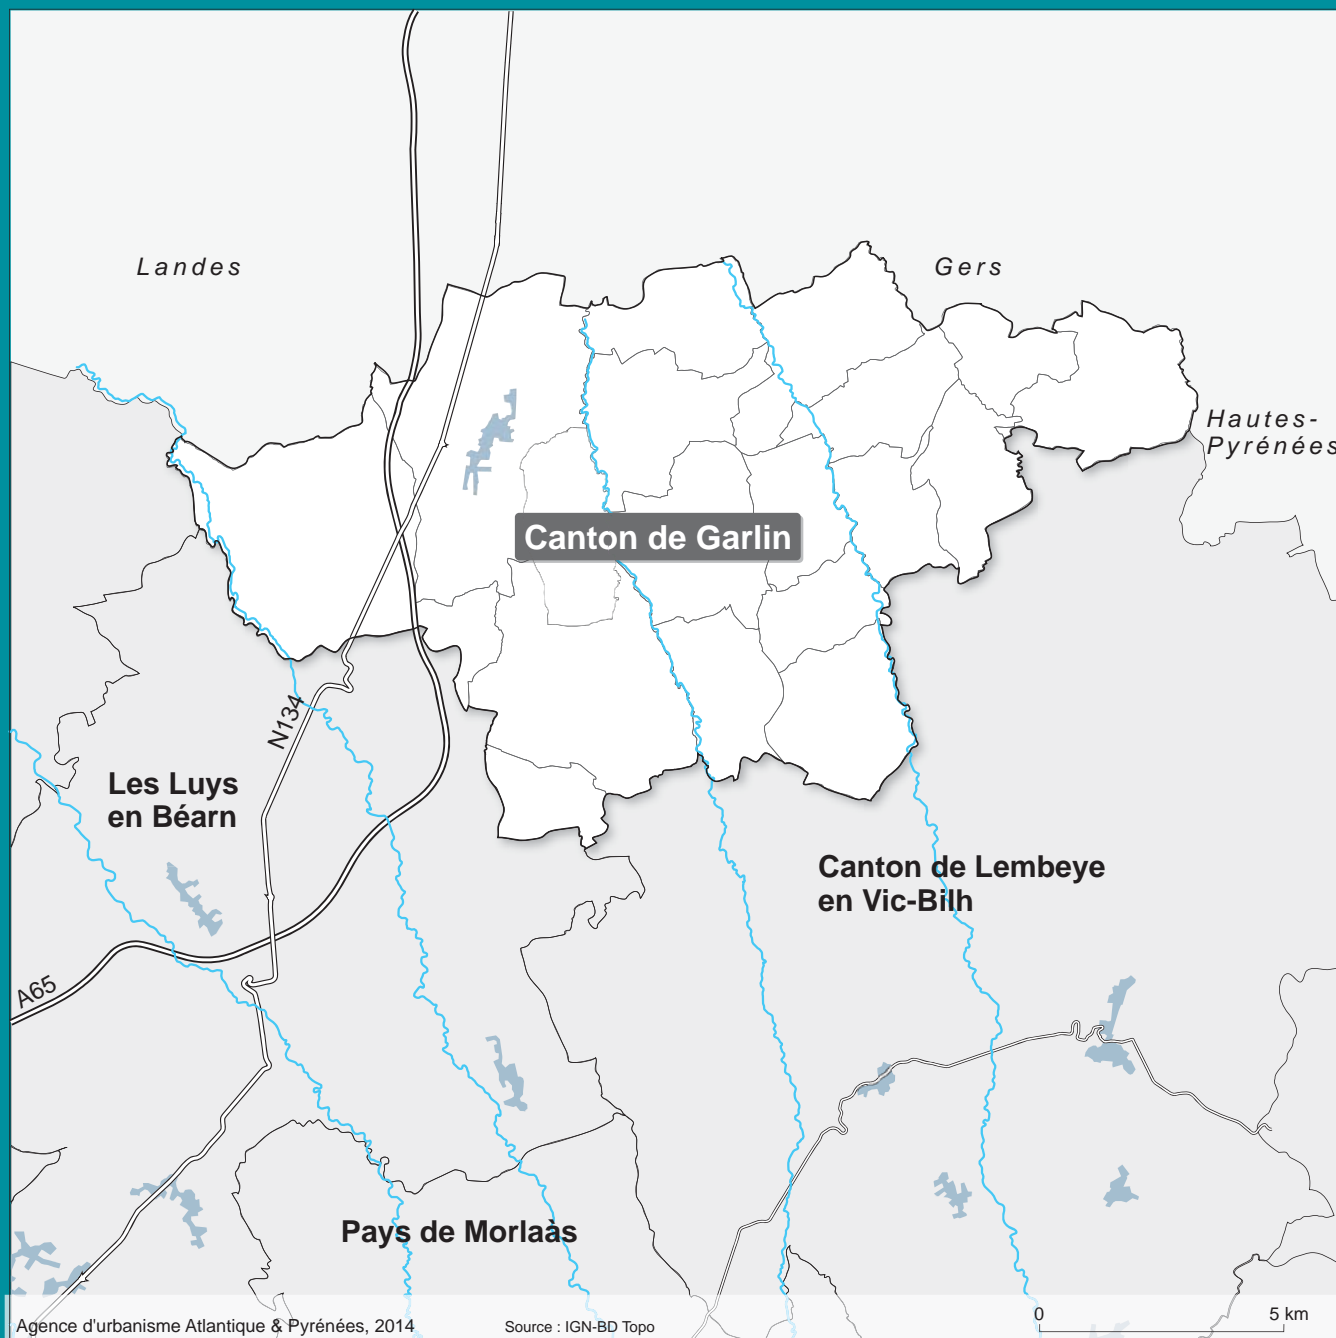 Landes
Gers
Hautes-
Pyrénées
Canton de Garlin
N134
Les Luys
en Béarn
Canton de Lembeye
en Vic-Bilh
A65
Pays de Morlaàs
Agence d'urbanisme Atlantique & Pyrénées, 2014
Source : IGN-BD Topo
0
5 km